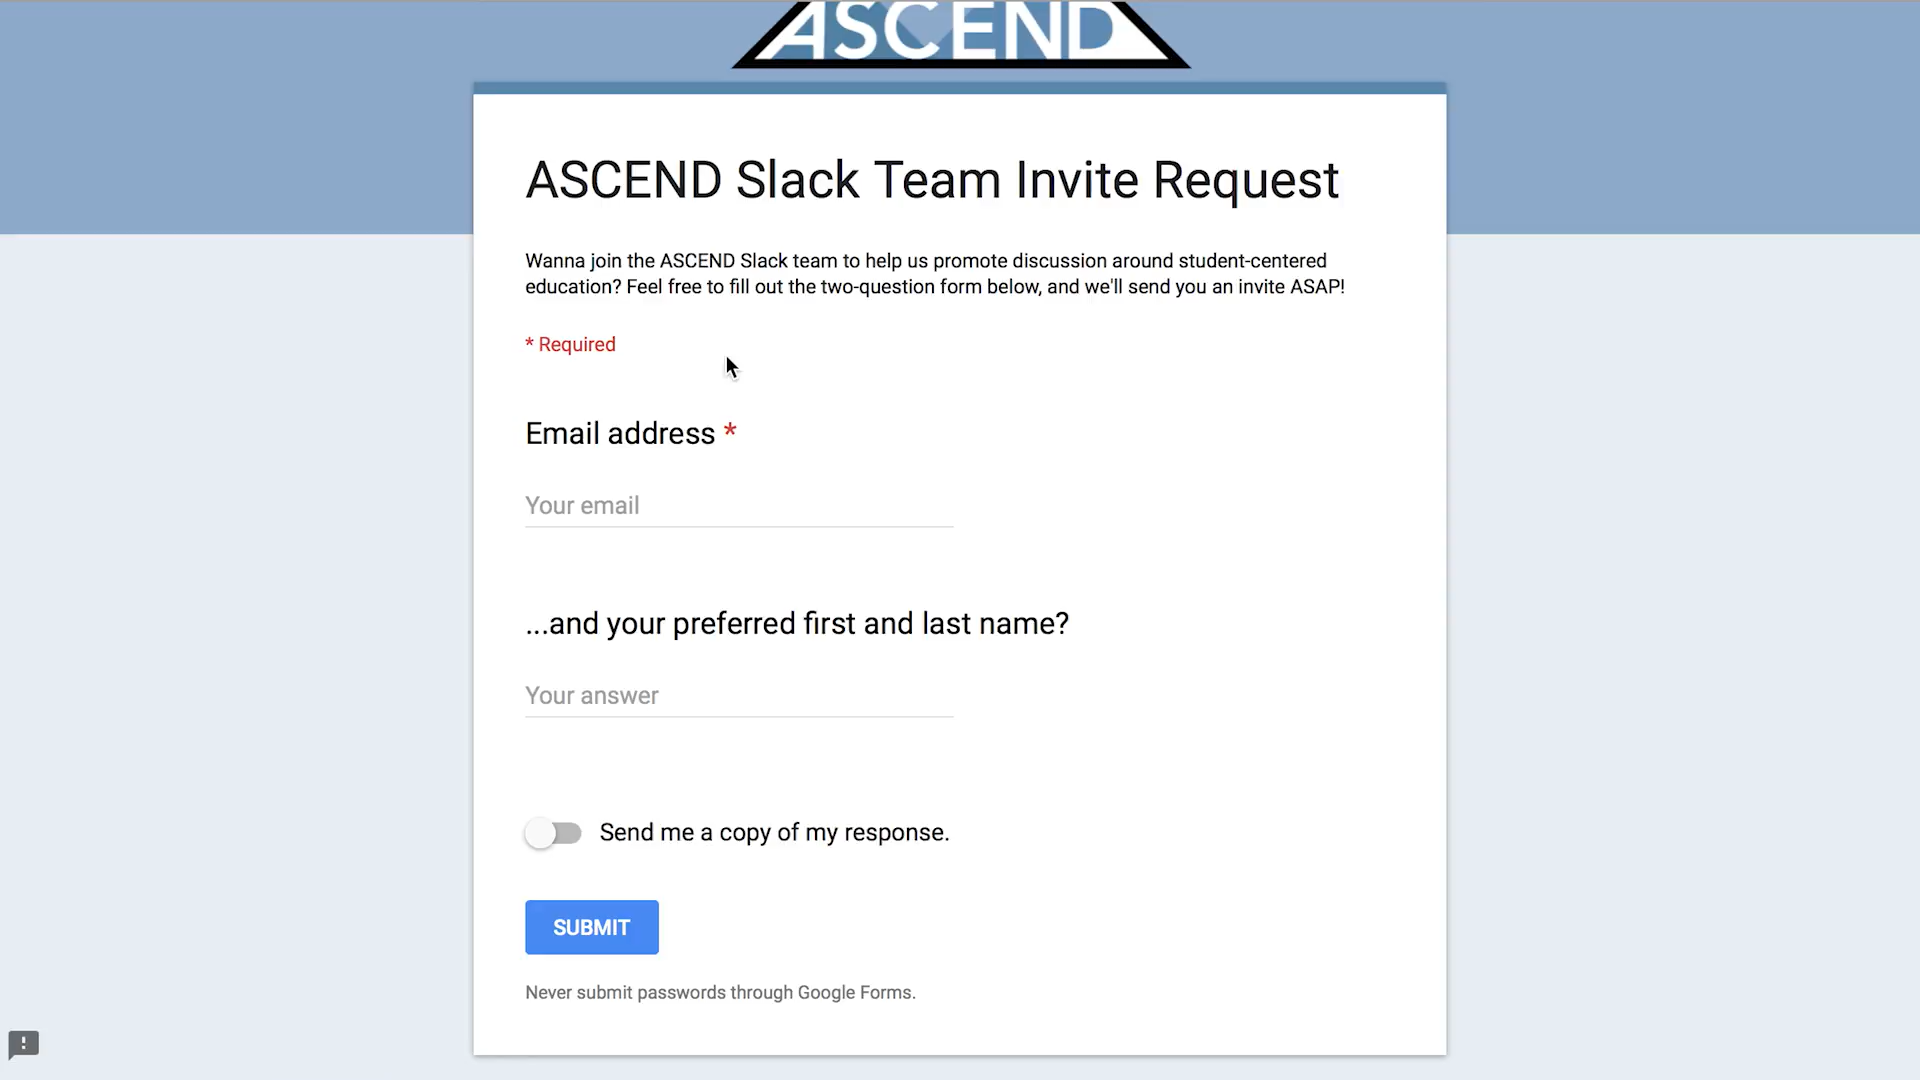 ASCEND
ASCEND Slack Team Invite Request
Wanna join the ASCEND Slack team to help us promote discussion around student-centered
education? Feel free to fill out the two-question form below, and we'll send you an invite ASAP!
* Required
Email address *
Your email
...and your preferred first and last name?
Your answer
Send me a copy of my response.
SUBMIT
Never submit passwords through Google Forms.